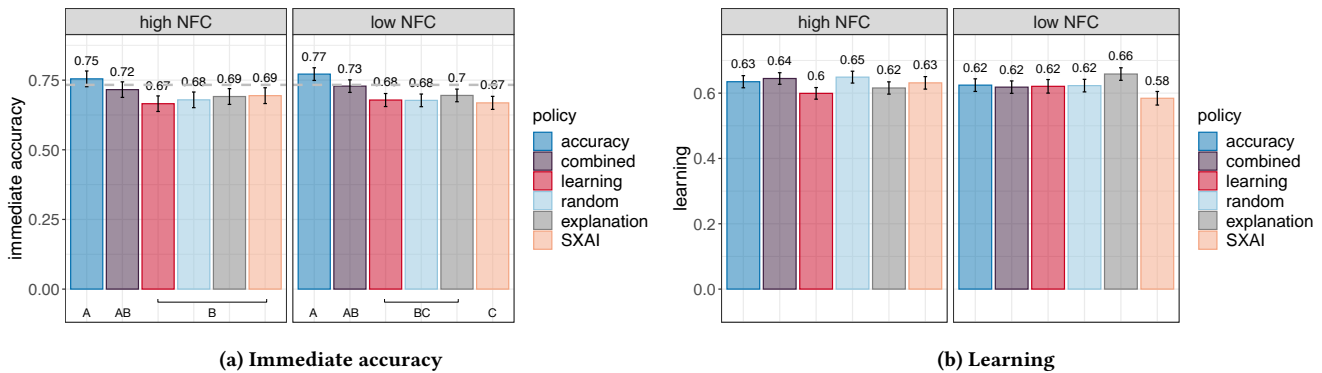 high NFC
low NFC
0.75
0.72
0.67
0.68
0.69
0.69
0.77
0.73
0.68
0.68
0.7
0.67
0.75
0.50
0.25
0.00
immediate accuracy
A
AB
B
A
AB
BC
C
policy
accuracy
combined
learning
random
explanation
SXAI
(a) Immediate accuracy
high NFC
low NFC
0.63
0.64
0.6
0.65
0.62
0.63
0.62
0.62
0.62
0.62
0.66
0.58
0.6
0.4
0.2
0.0
learning
policy
accuracy
combined
learning
random
explanation
SXAI
(b) Learning